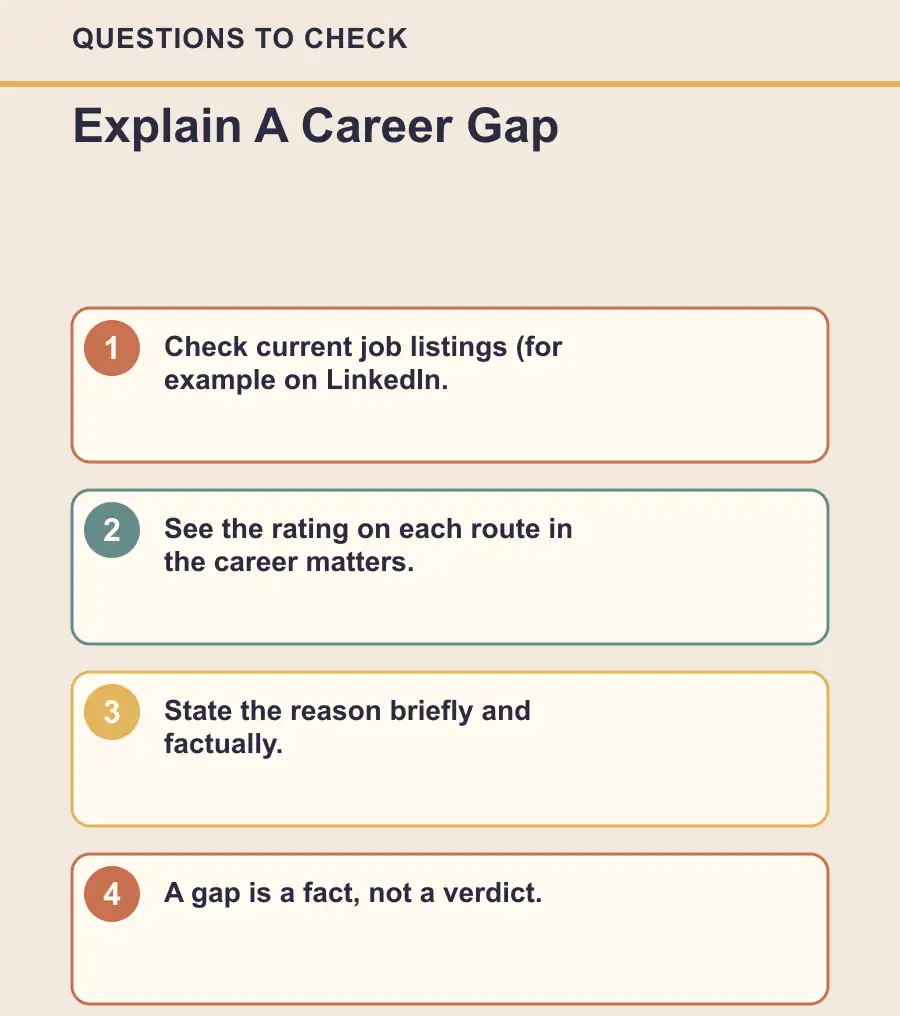 QUESTIONS TO CHECK
Explain A Career Gap
1
Check current job listings (for
example on LinkedIn.
2
See the rating on each route in
the career matters.
3
State the reason briefly and
factually.
4
A gap is a fact, not a verdict.